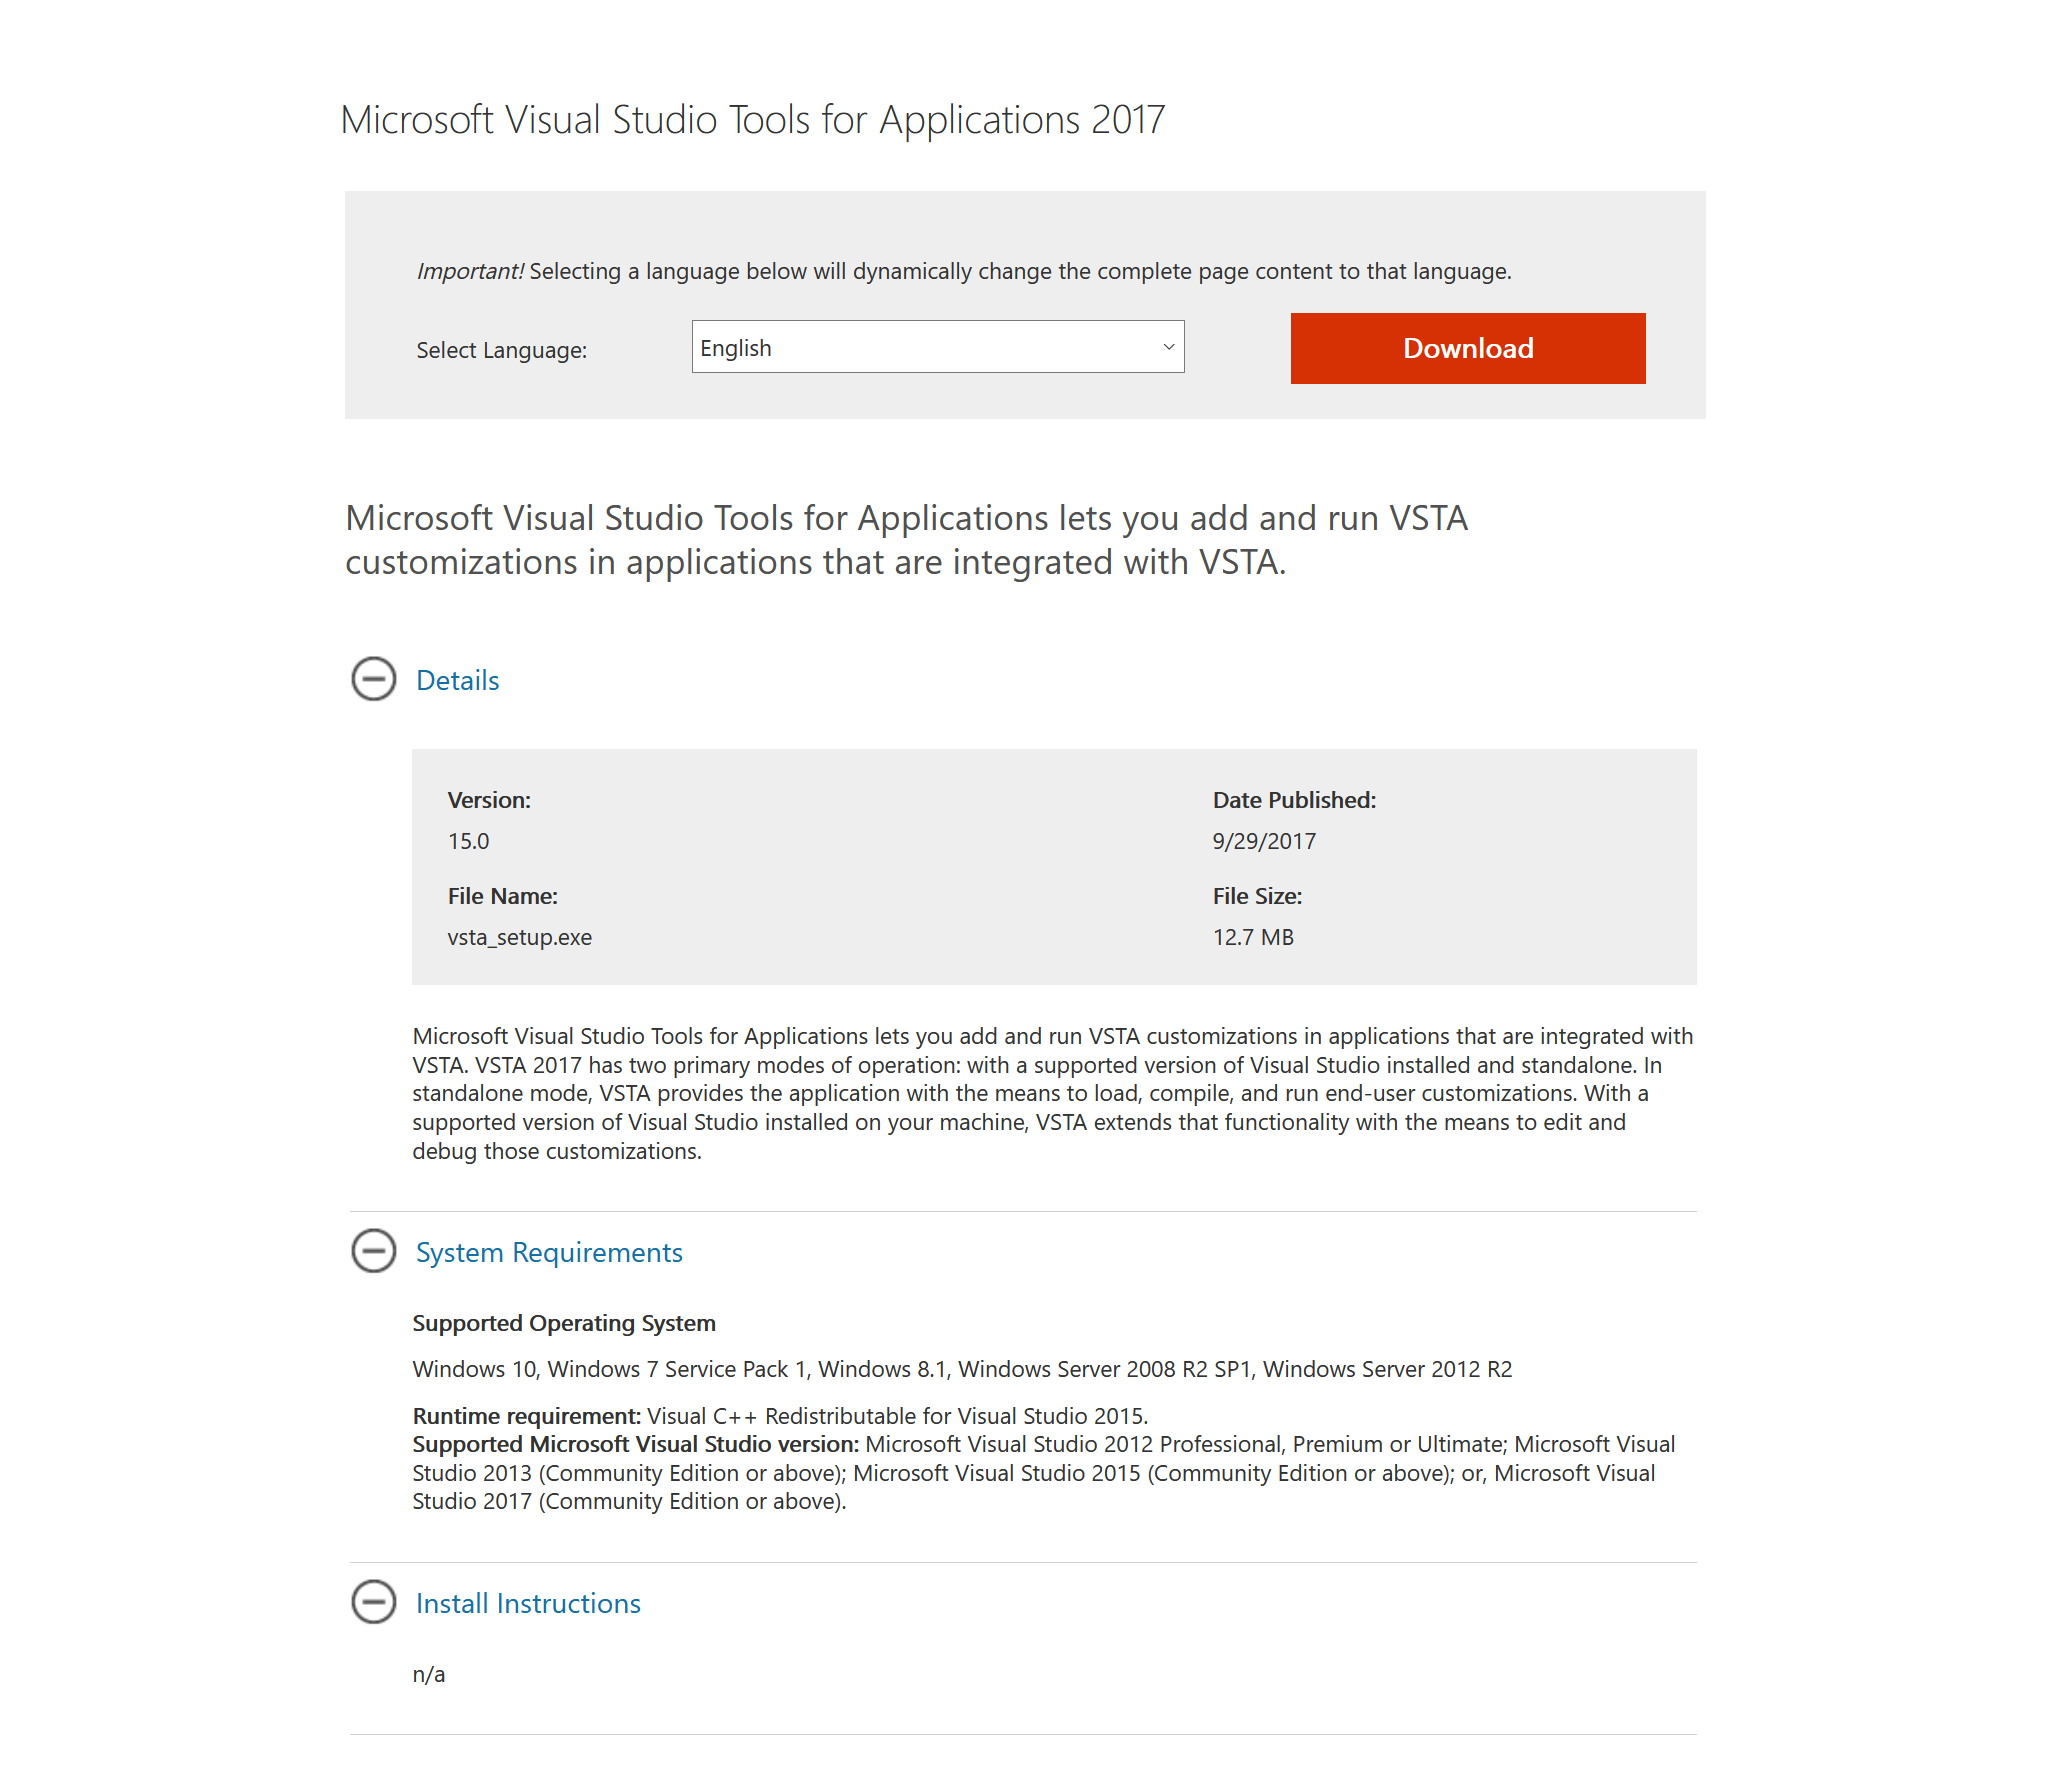 Microsoft Visual Studio Tools for Applications 2017
Important! Selecting a language below will dynamically change the complete page content to that language.
Select Language:
English
Download
Microsoft Visual Studio Tools for Applications lets you add and run VSTA
customizations in applications that are integrated with VSTA.
Details
Version:
15.0
Date Published:
9/29/2017
File Name:
vsta_setup.exe
File Size:
12.7 MB
Microsoft Visual Studio Tools for Applications lets you add and run VSTA customizations in applications that are integrated with
VSTA. VSTA 2017 has two primary modes of operation: with a supported version of Visual Studio installed and standalone. In
standalone mode, VSTA provides the application with the means to load, compile, and run end-user customizations. With a
supported version of Visual Studio installed on your machine, VSTA extends that functionality with the means to edit and
debug those customizations.
System Requirements
Supported Operating System
Windows 10, Windows 7 Service Pack 1, Windows 8.1, Windows Server 2008 R2 SP1, Windows Server 2012 R2
Runtime requirement: Visual C++ Redistributable for Visual Studio 2015.
Supported Microsoft Visual Studio version: Microsoft Visual Studio 2012 Professional, Premium or Ultimate; Microsoft Visual
Studio 2013 (Community Edition or above); Microsoft Visual Studio 2015 (Community Edition or above); or, Microsoft Visual
Studio 2017 (Community Edition or above).
Install Instructions
n/a